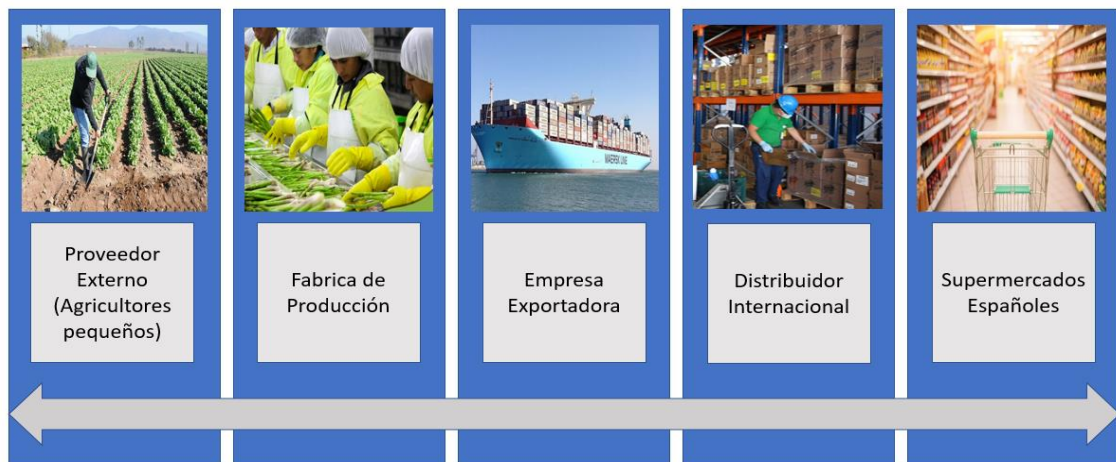 MAERSK LINE
Proveedor
Externo
(Agricultores
pequeños)
Fabrica de
Producción
Empresa
Exportadora
Distribuidor
Internacional
Supermercados
Españoles